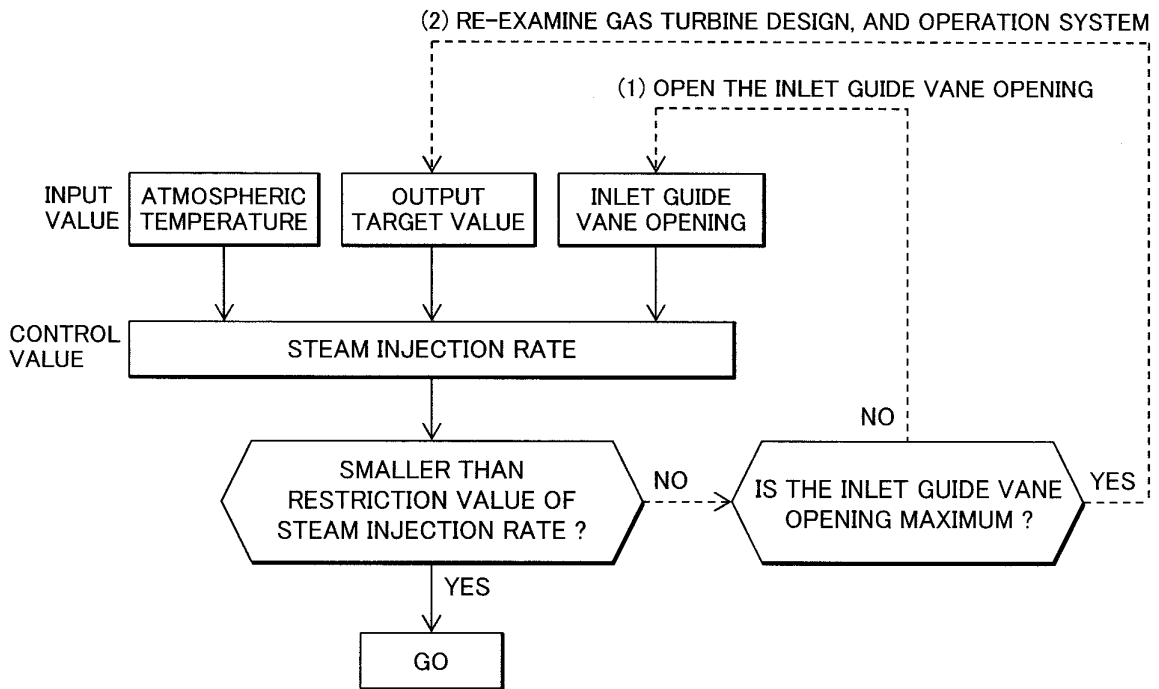 (2) RE-EXAMINE GAS TURBINE DESIGN, AND OPERATION SYSTEM
(1) OPEN THE INLET GUIDE VANE OPENING
INPUT
VALUE
ATMOSPHERIC
TEMPERATURE
OUTPUT
TARGET VALUE
INLET GUIDE
VANE OPENING
CONTROL
VALUE
STEAM INJECTION RATE
SMALLER THAN
RESTRICTION VALUE OF
STEAM INJECTION RATE ?
NO
NO
IS THE INLET GUIDE VANE
OPENING MAXIMUM ?
YES
YES
GO